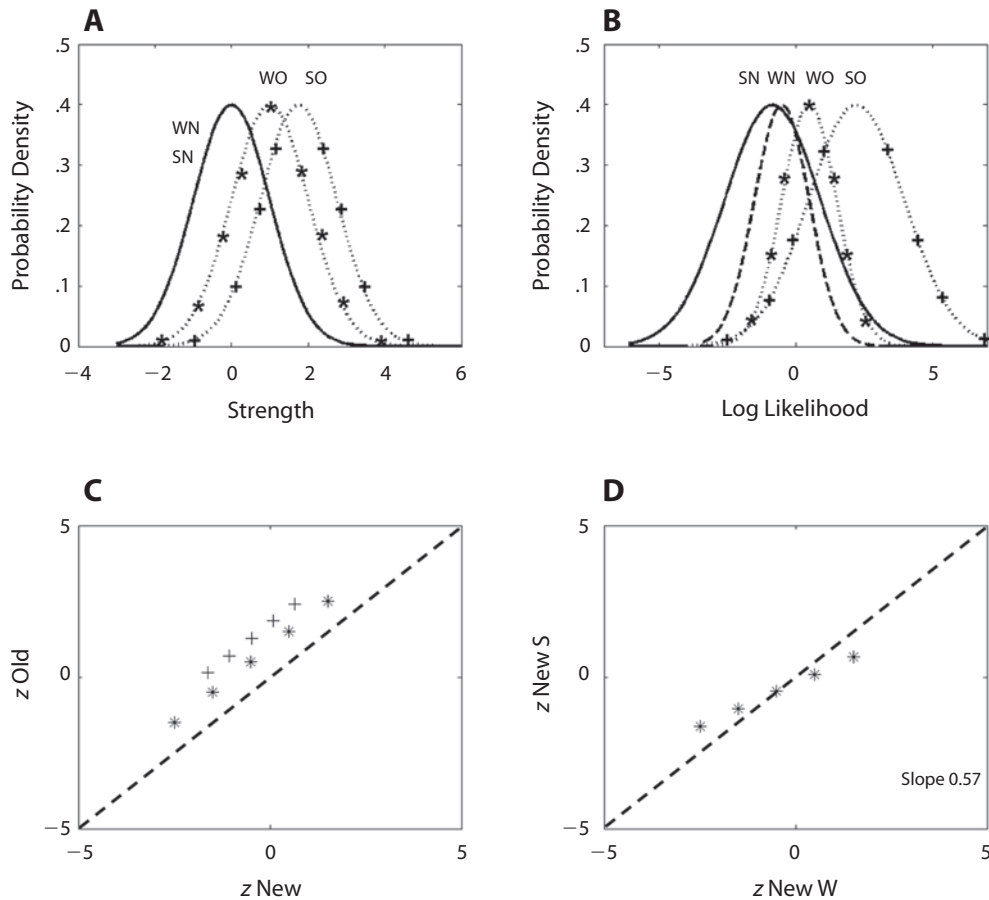 A
.5
.4
.3
.2
.1
0
Probability Density
WO SO
WN
SN
−4 −2 0 2 4 6
Strength
B
.5
.4
.3
.2
.1
0
Probability Density
SN WN WO SO
−5 0 5
Log Likelihood
C
5
0
−5
z Old
−5 0 5
z New
D
5
0
−5
z New S
Slope 0.57
−5 0 5
z New W